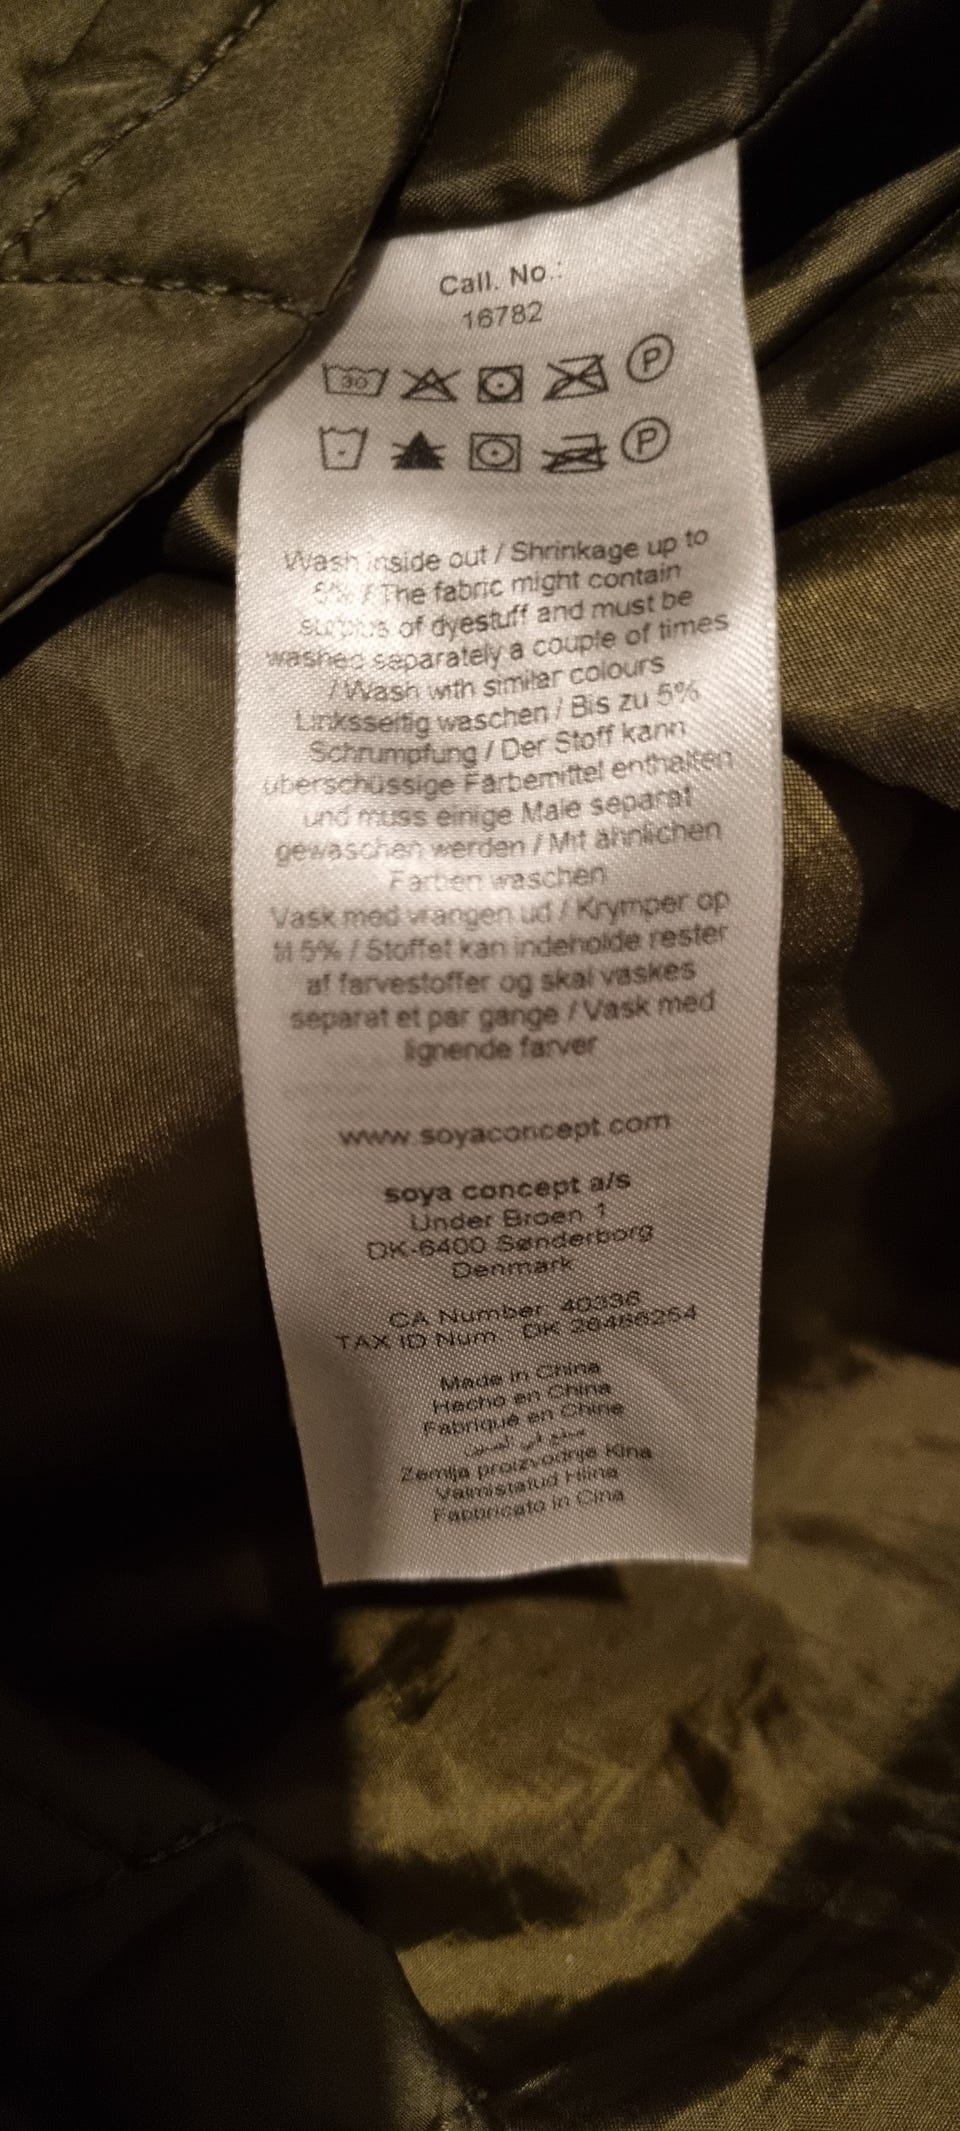 Call. No.:
16782
30
P
P
Wash inside out / Shrinkage up to
5% / The fabric might contain
surplus of dyestuff and must be
washed separately a couple of times
/ Wash with similar colours
Linksseitig waschen / Bis zu 5%
Schrumpfung / Der Stoff kann
überschüssige Färbemittel enthalten
und muss einige Male separat
gewaschen werden / Mit ähnlichen
Farben waschen
Vask med vrangen ud / Krymper op
til 5% / Stoffet kan indeholde rester
af farvestoffer og skal vaskes
separat et par gange / Vask med
lignende farver
www.soyaconcept.com
soya concept a/s
Under Broen 1
DK-6400 Sønderborg
Denmark
CA Number: 40336
TAX ID Num.: DK
Made in China
Hecho en China
Fabriqué en Chine
صنع في الصين
Zemlja proizvodnje Kina
Valmistatud Hiina
Fabbricato in Cina